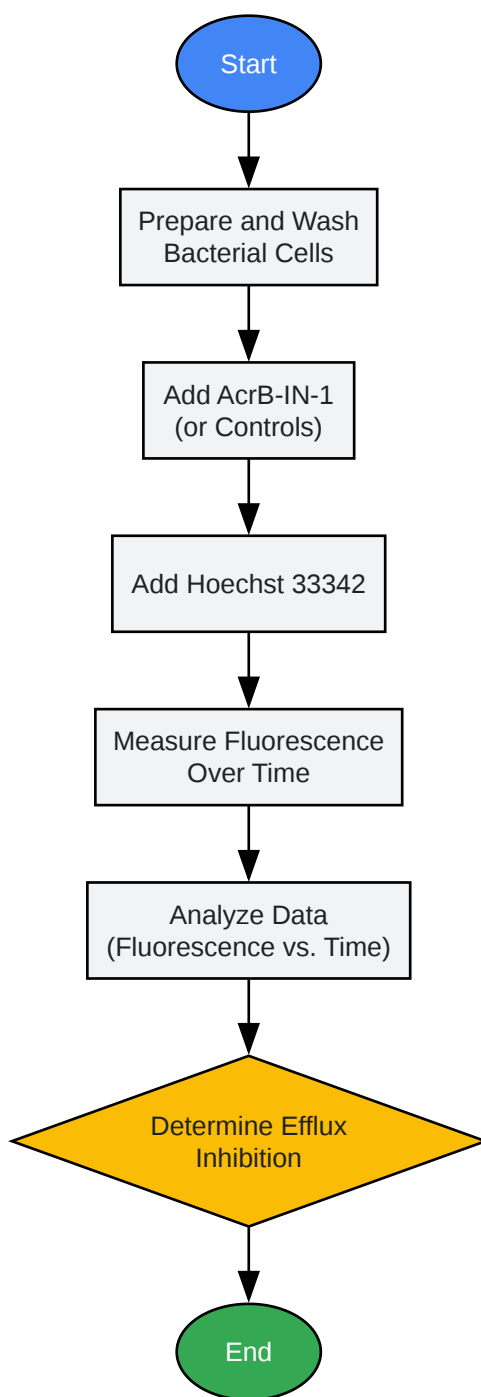 Start
Prepare and Wash
Bacterial Cells
Add AcrB-IN-1
(or Controls)
Add Hoechst 33342
Measure Fluorescence
Over Time
Analyze Data
(Fluorescence vs. Time)
Determine Efflux
Inhibition
End